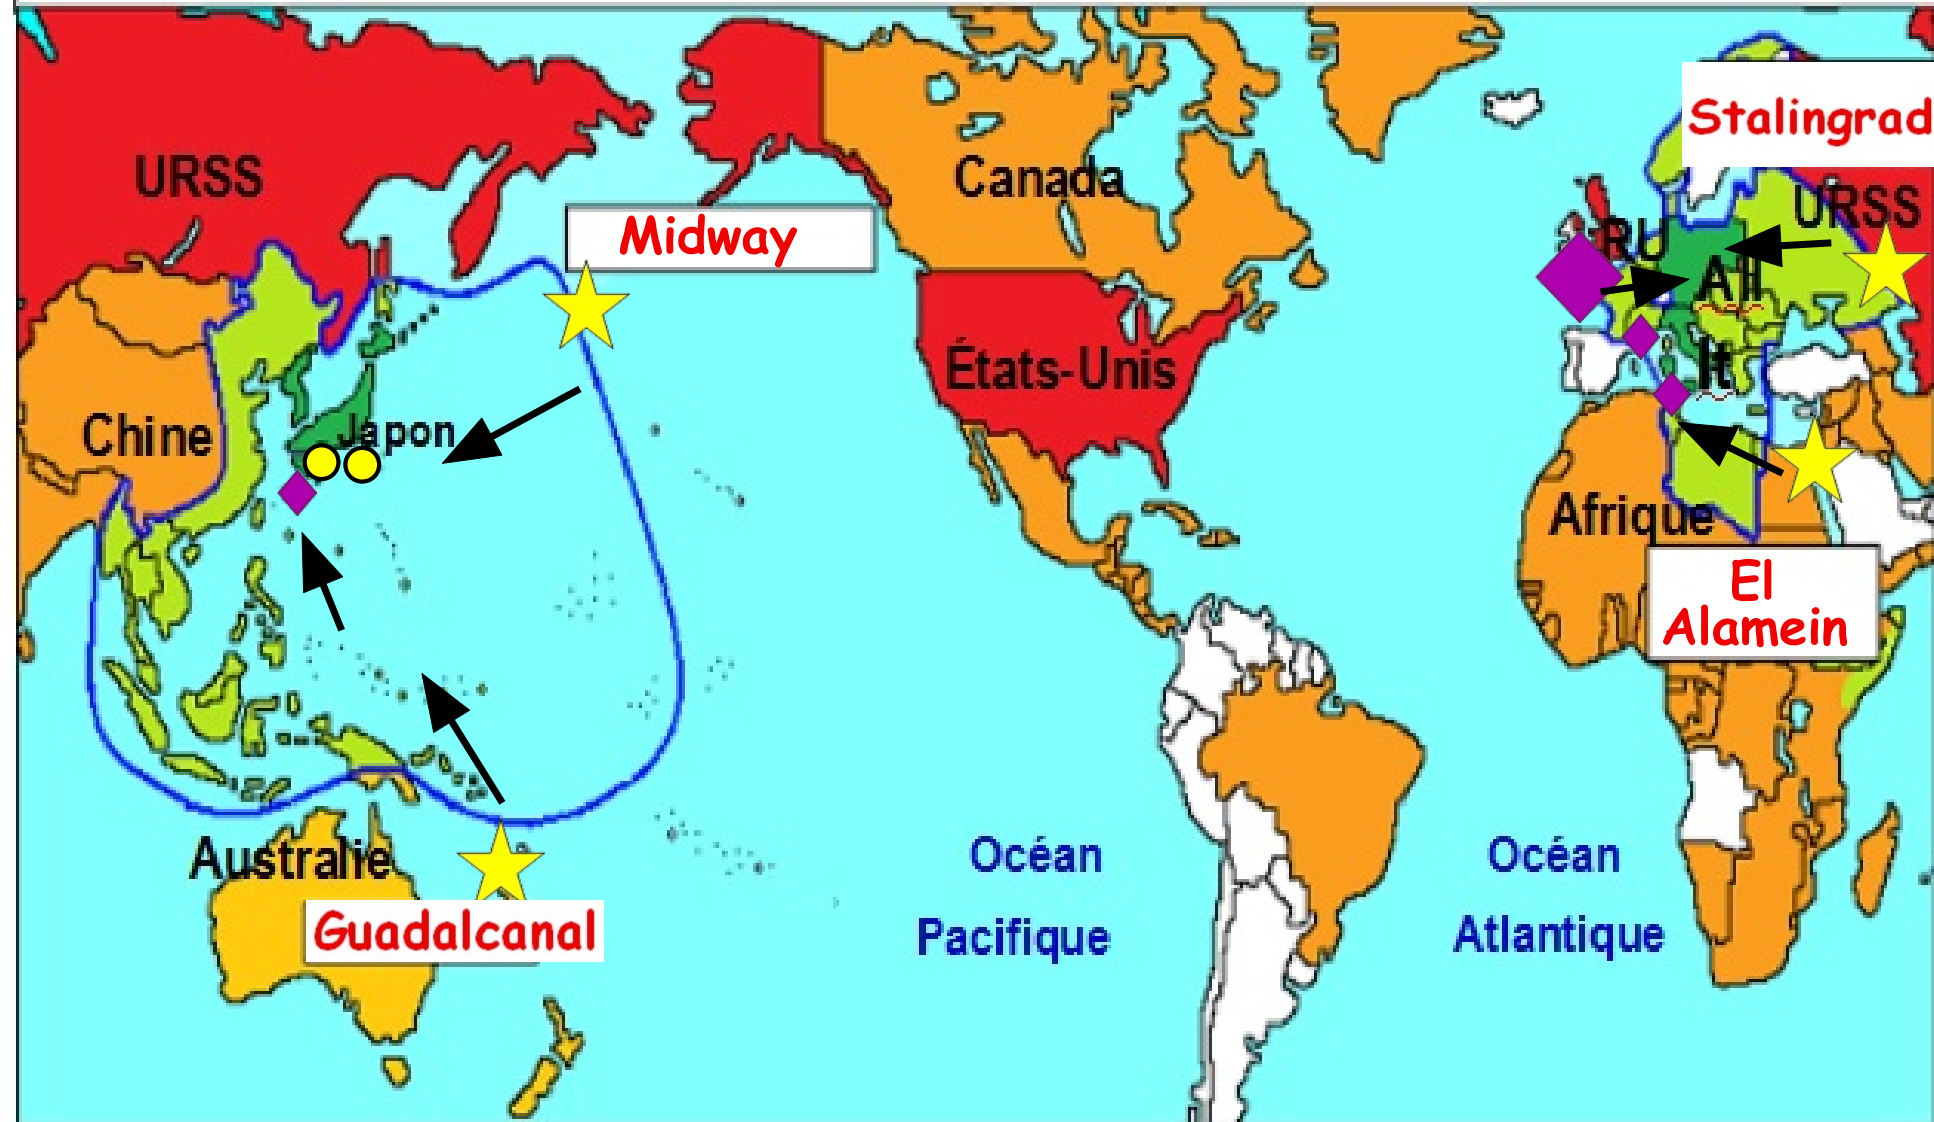 Stalingrad
URSS
Canada
URSS
Midway
RU
All
États-Unis
It
Chine
Japon
Afrique
El
Alamein
Australie
Océan
Pacifique
Océan
Atlantique
Guadalcanal